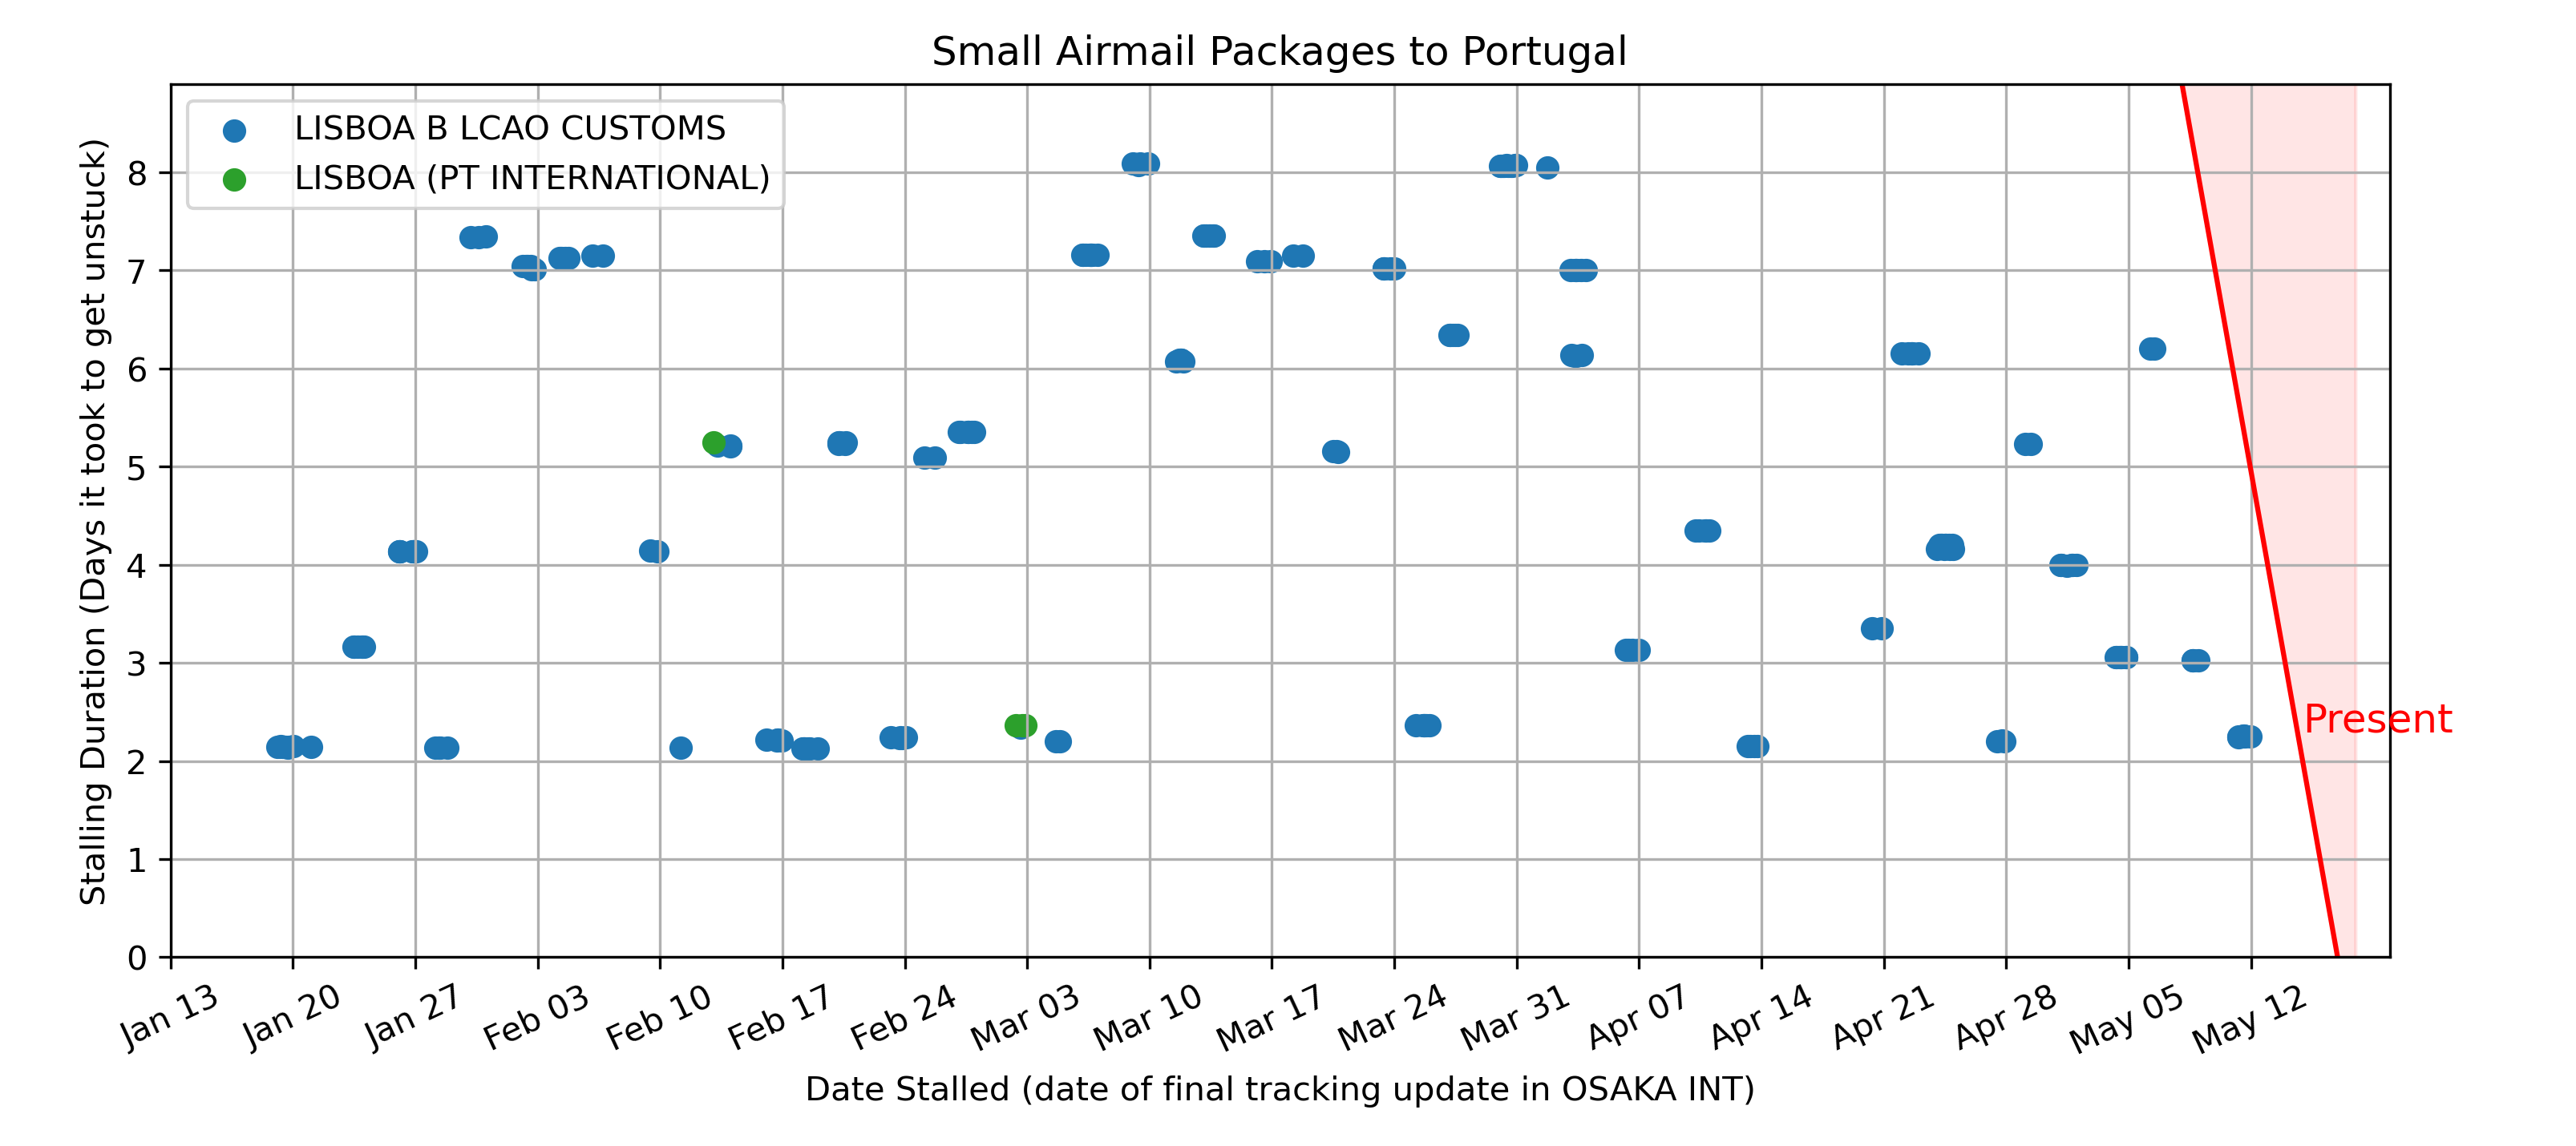 Small Airmail Packages to Portugal
LISBOA B LCAO CUSTOMS
LISBOA (PT INTERNATIONAL)
Stalling Duration (Days it took to get unstuck)
8
7
6
5
4
3
2
1
0
Present
Jan 13
Jan 20
Jan 27
Feb 03
Feb 10
Feb 17
Feb 24
Mar 03
Mar 10
Mar 17
Mar 24
Mar 31
Apr 07
Apr 14
Apr 21
Apr 28
May 05
May 12
Date Stalled (date of final tracking update in OSAKA INT)